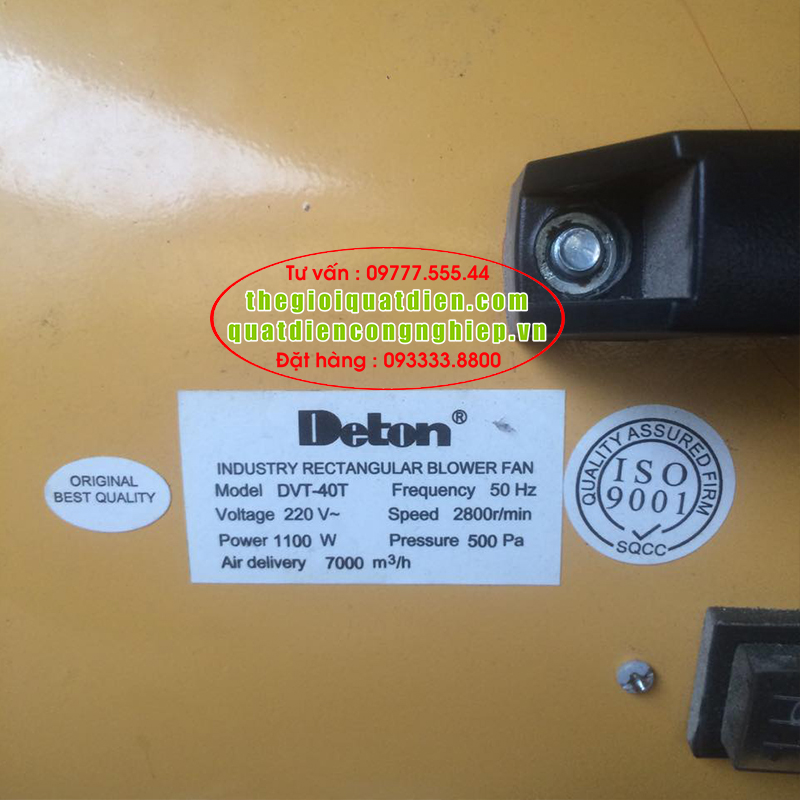 Tư vấn : 09777.555.44
thegioiquatdien.com
quatdiencongnghiep.vn
Đặt hàng : 093333.8800
Deton®
INDUSTRY RECTANGULAR BLOWER FAN
Model DVT-40T Frequency 50 Hz
Voltage 220 V~ Speed 2800r/min
Power 1100 W Pressure 500 Pa
Air delivery 7000 m³/h
ORIGINAL
BEST QUALITY
QUALITY ASSURED FIRM
ISO
9001
SQCC